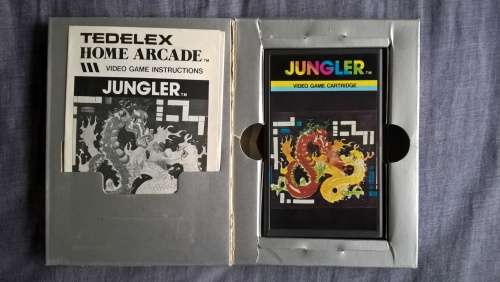 TEDELEX
HOME ARCADE™
VIDEO GAME INSTRUCTIONS
JUNGLER™
JUNGLER™
VIDEO GAME CARTRIDGE